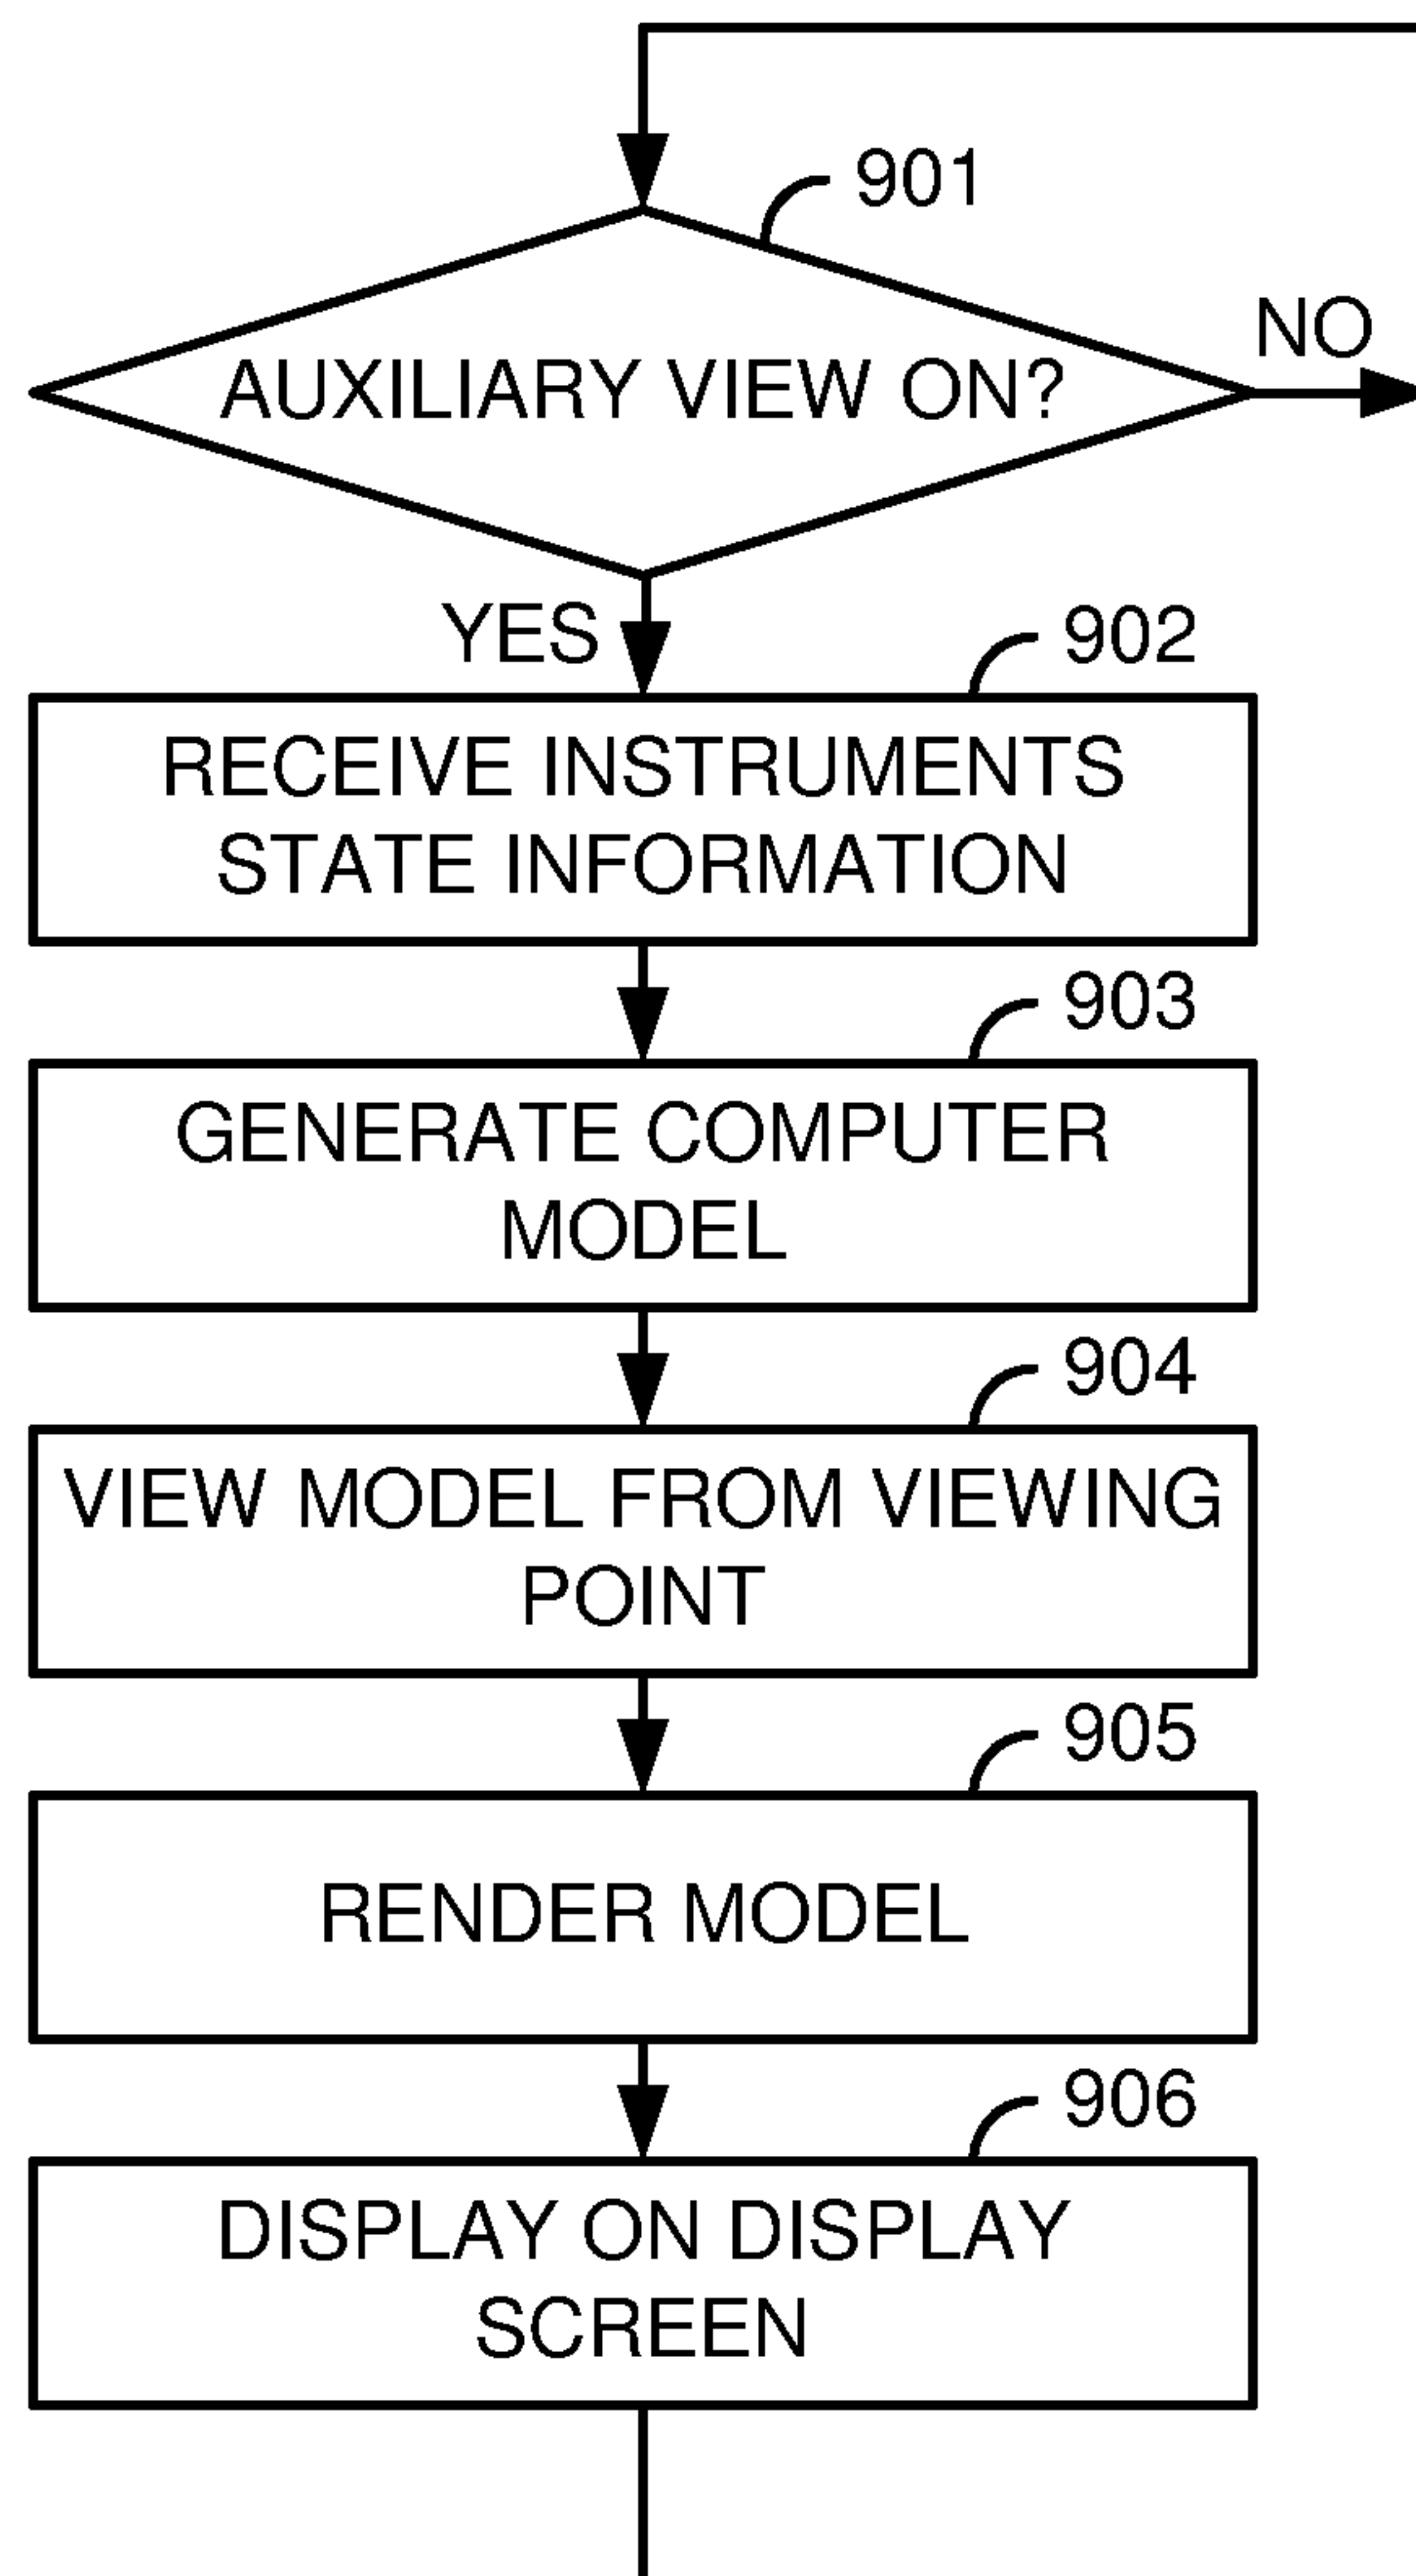 901
NO
AUXILIARY VIEW ON?
YES
902
RECEIVE INSTRUMENTS
STATE INFORMATION
903
GENERATE COMPUTER
MODEL
904
VIEW MODEL FROM VIEWING
POINT
905
RENDER MODEL
906
DISPLAY ON DISPLAY
SCREEN